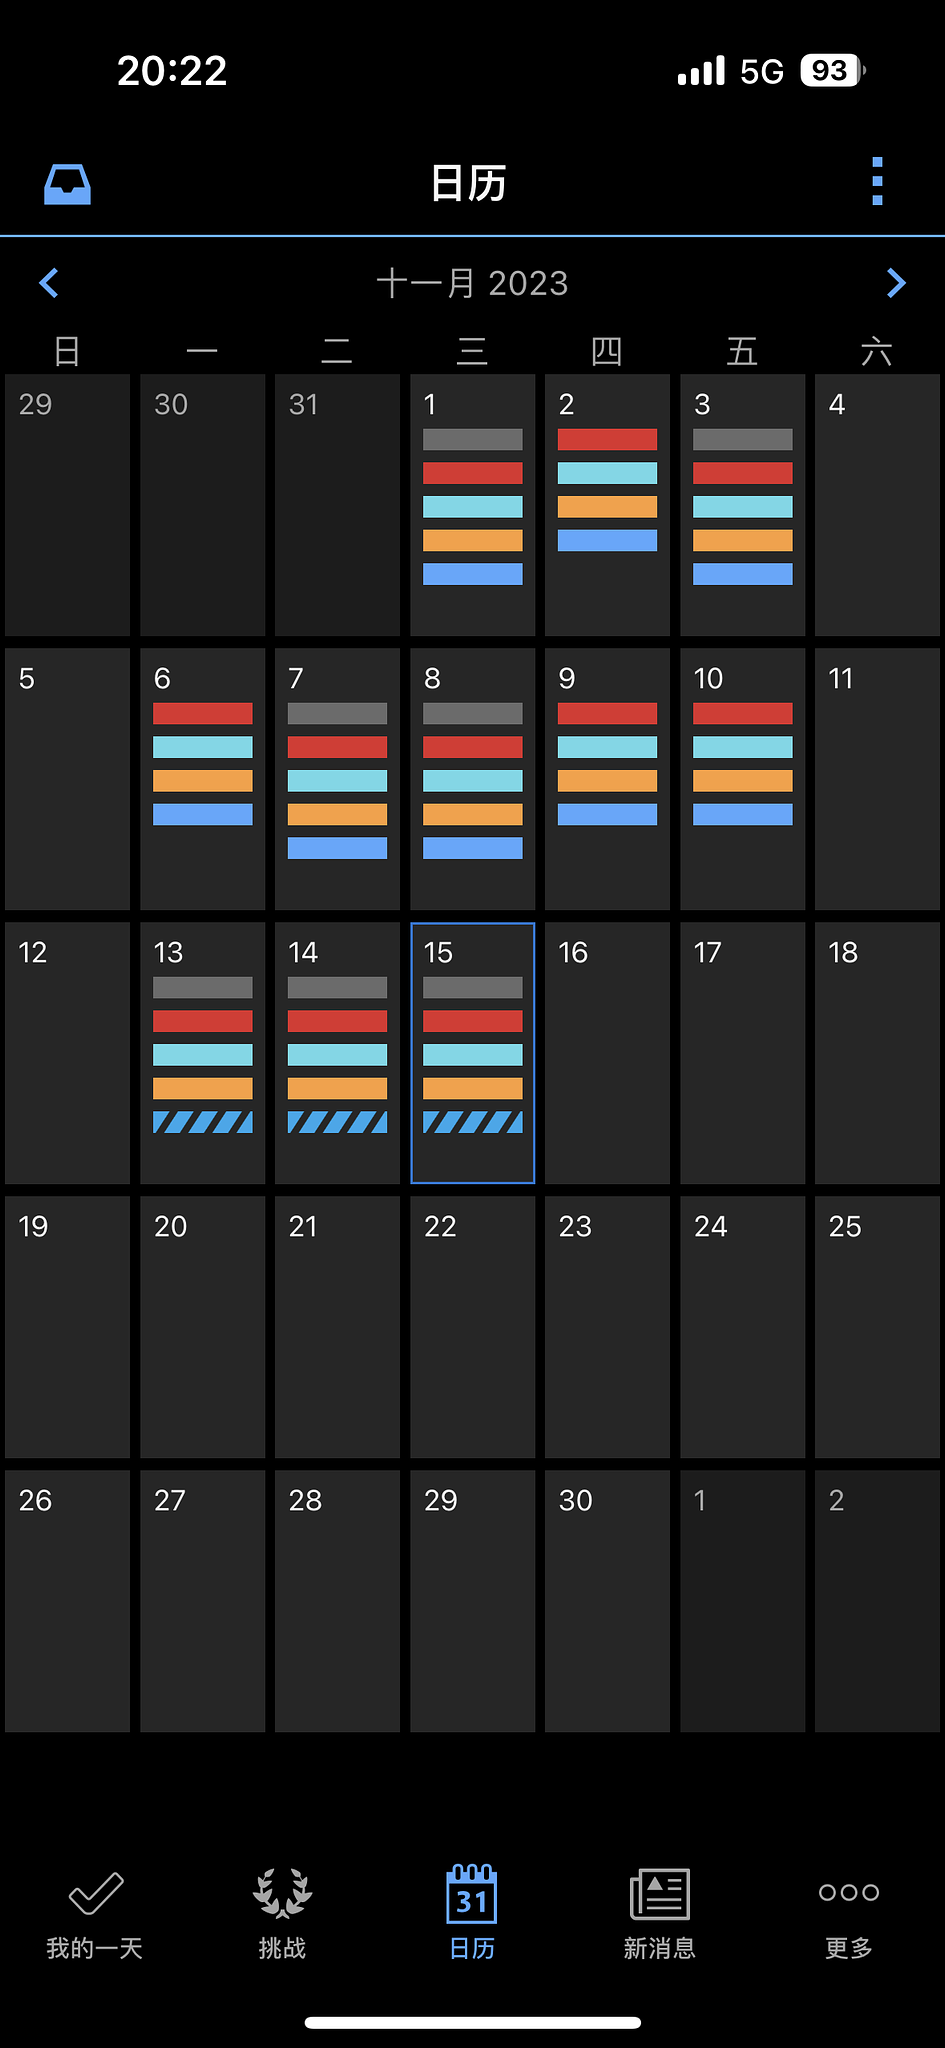 20:22 5G 93
日历
十一月 2023
日 一 二 三 四 五 六
29 30 31 1 2 3 4
5 6 7 8 9 10 11
12 13 14 15 16 17 18
19 20 21 22 23 24 25
26 27 28 29 30 1 2
31
我的一天 挑战 日历 新消息 更多